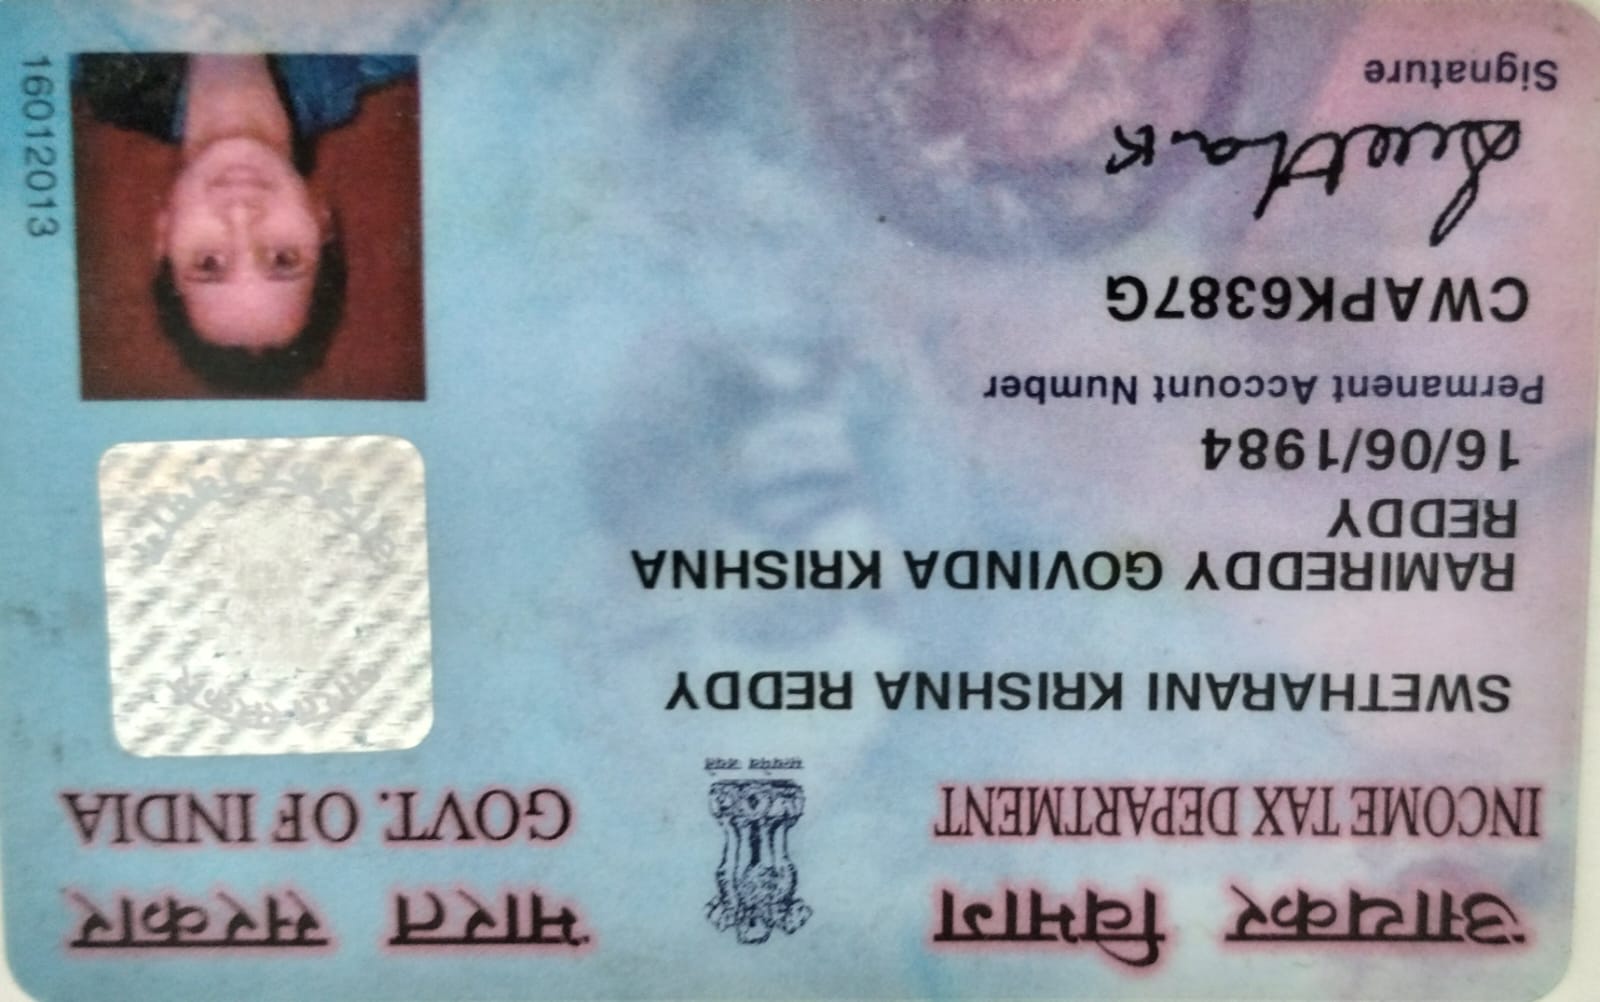 आयकर विभाग
INCOME TAX DEPARTMENT
भारत सरकार
GOVT. OF INDIA
सत्यमेव जयते
SWETHARANI KRISHNA REDDY
RAMIREDDY GOVINDA KRISHNA
REDDY
16/06/1984
Permanent Account Number
CWAPK6387G
Swetha.K
Signature
16012013